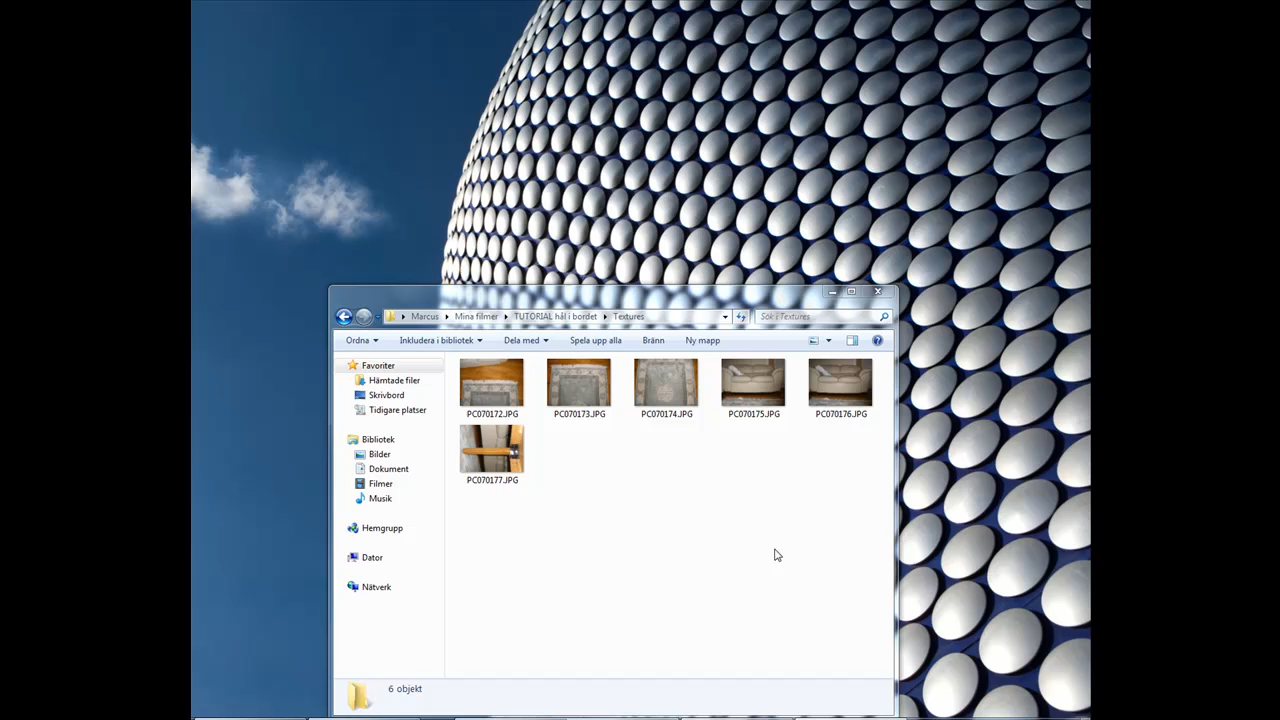 Marcus Mina filmer TUTORIAL hål i bordet Textures Sök i Textures
Ordna Inkludera i bibliotek Dela med Spela upp alla Bränn Ny mapp
Favoriter
Hämtade filer
Skrivbord
Tidigare platser
Bibliotek
Bilder
Dokument
Filmer
Musik
Hemgrupp
Dator
Nätverk
PC070172.JPG PC070173.JPG PC070174.JPG PC070175.JPG PC070176.JPG
PC070177.JPG
6 objekt